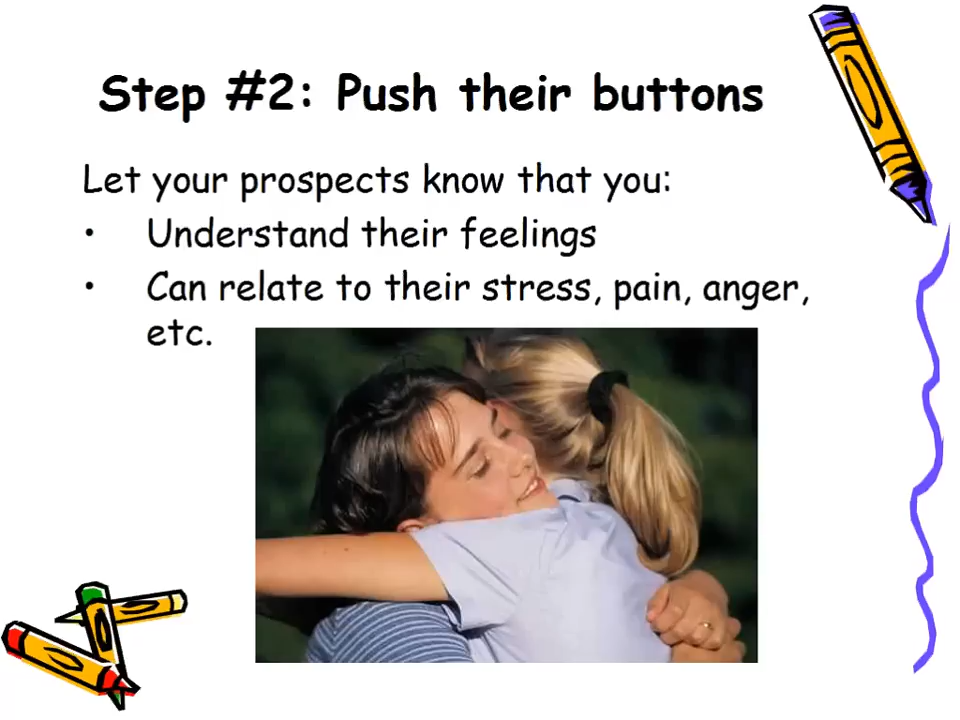 Step #2: Push their buttons
Let your prospects know that you:
• Understand their feelings
• Can relate to their stress, pain, anger,
etc.